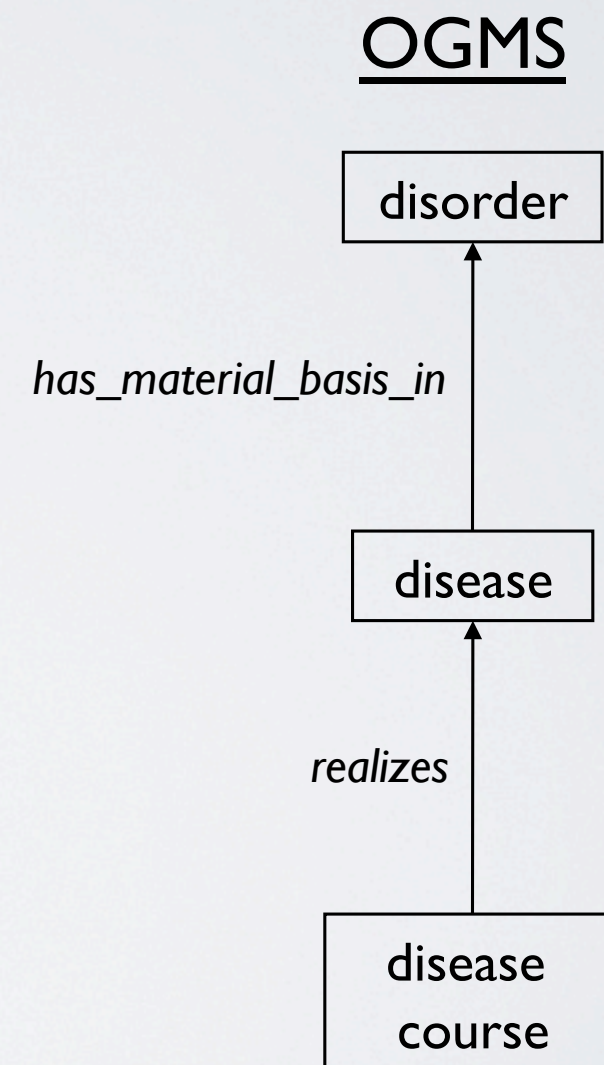 OGMS
disorder
has_material_basis_in
disease
realizes
disease
course